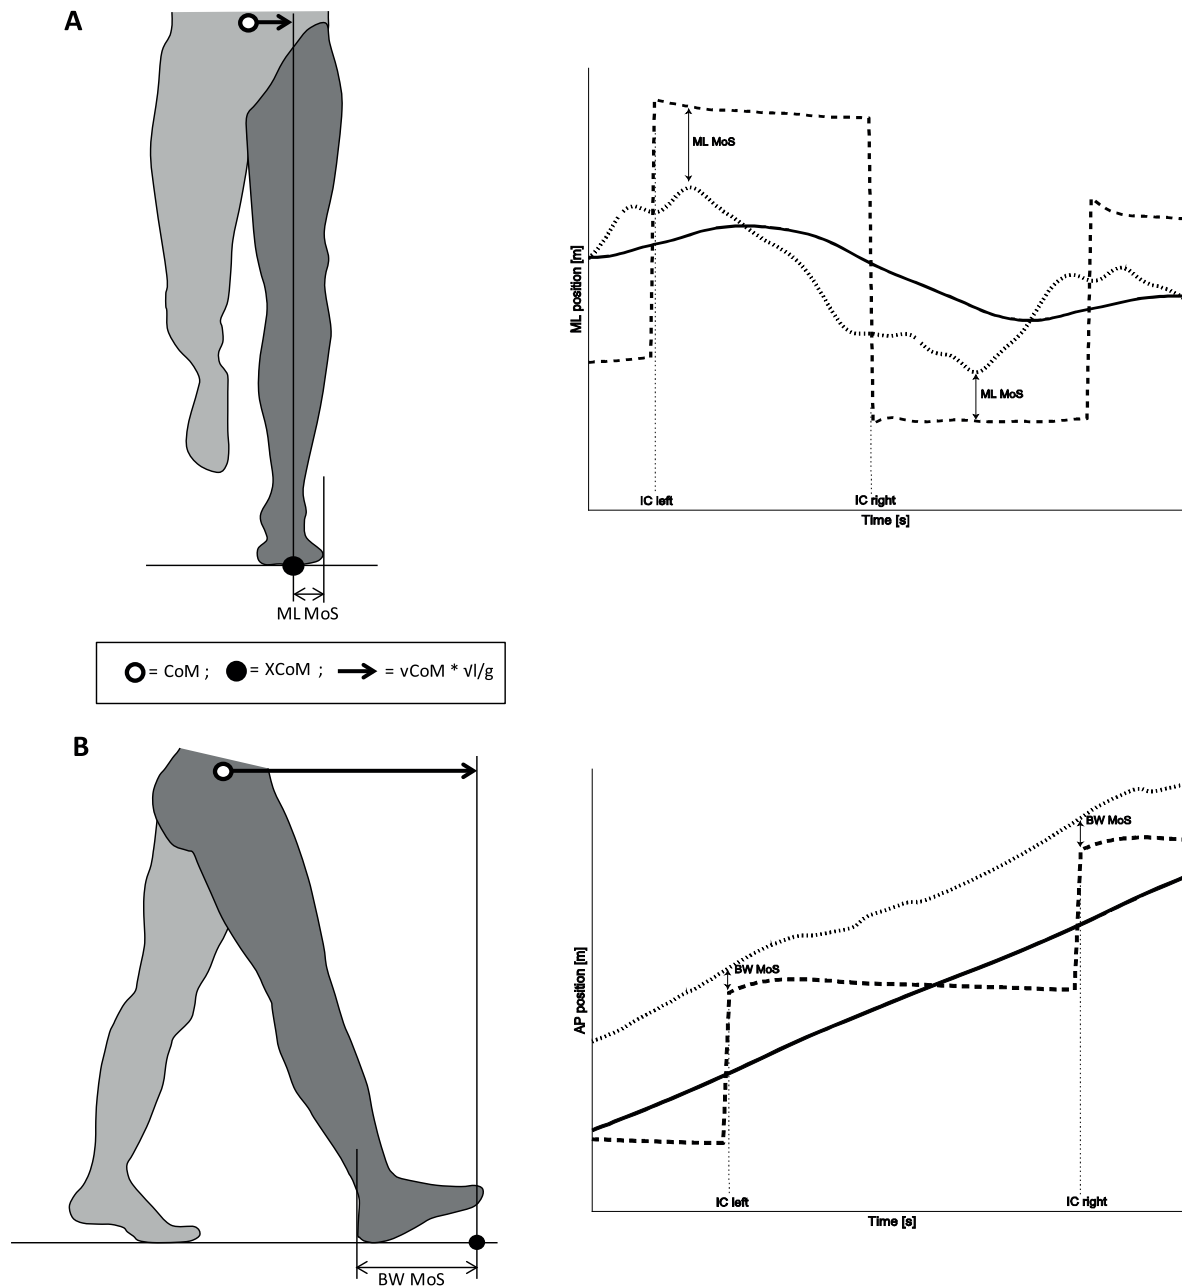 A
ML MoS
ML position [m]
ML MoS
ML MoS
IC left
IC right
Time [s]
= CoM ; = XCoM ; = vCoM * √l/g
B
BW MoS
AP position [m]
BW MoS
BW MoS
IC left
IC right
Time [s]